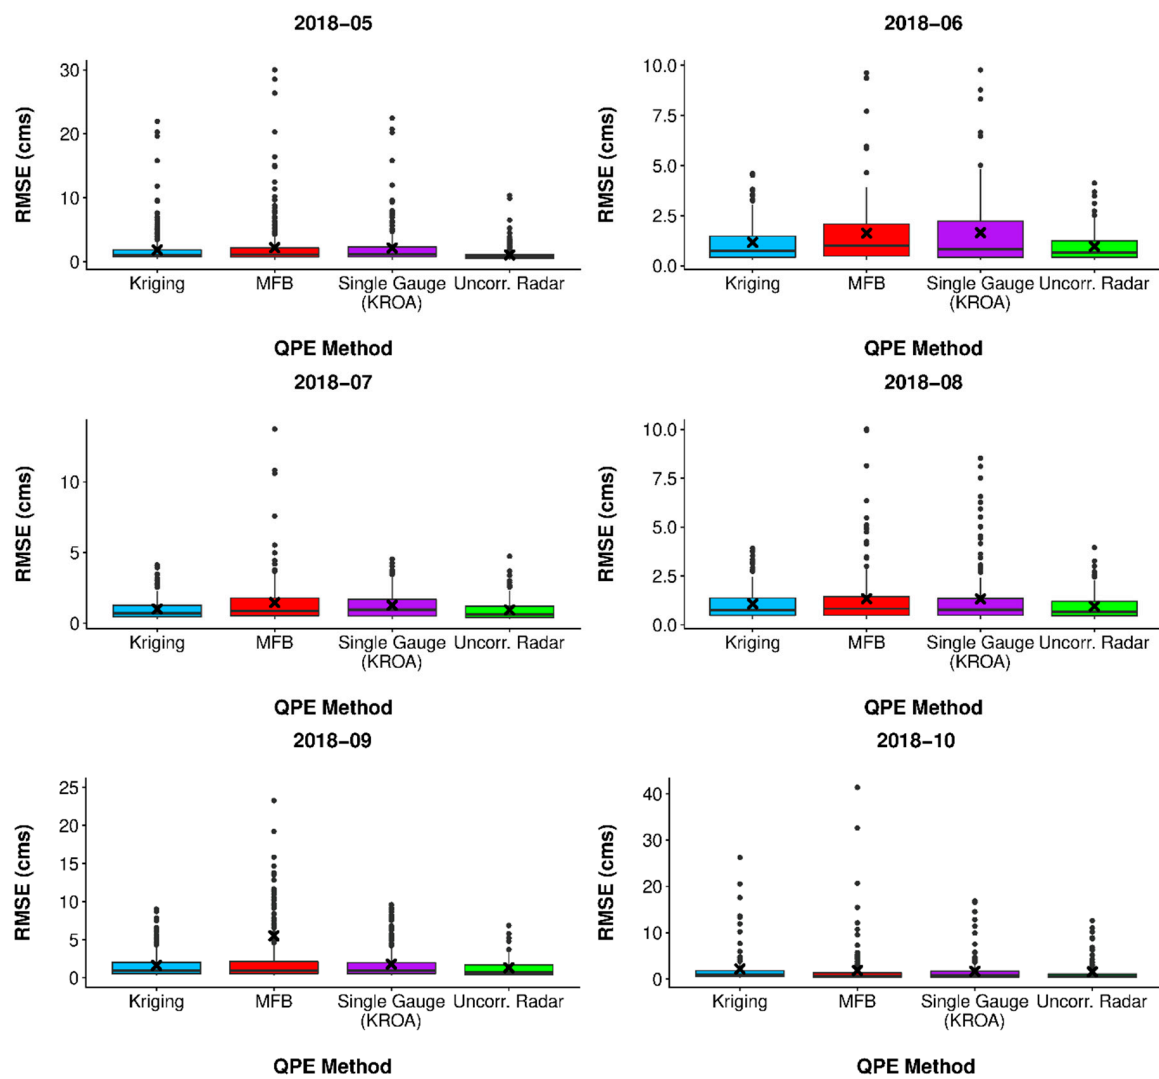 2018−05
RMSE (cms)
30
20
10
0
Kriging
MFB
Single Gauge
(KROA)
Uncorr. Radar
QPE Method
2018−06
RMSE (cms)
10.0
7.5
5.0
2.5
0.0
Kriging
MFB
Single Gauge
(KROA)
Uncorr. Radar
QPE Method
2018−07
RMSE (cms)
10
5
0
Kriging
MFB
Single Gauge
(KROA)
Uncorr. Radar
QPE Method
2018−08
RMSE (cms)
10.0
7.5
5.0
2.5
0.0
Kriging
MFB
Single Gauge
(KROA)
Uncorr. Radar
QPE Method
2018−09
RMSE (cms)
25
20
15
10
5
0
Kriging
MFB
Single Gauge
(KROA)
Uncorr. Radar
QPE Method
2018−10
RMSE (cms)
40
30
20
10
0
Kriging
MFB
Single Gauge
(KROA)
Uncorr. Radar
QPE Method